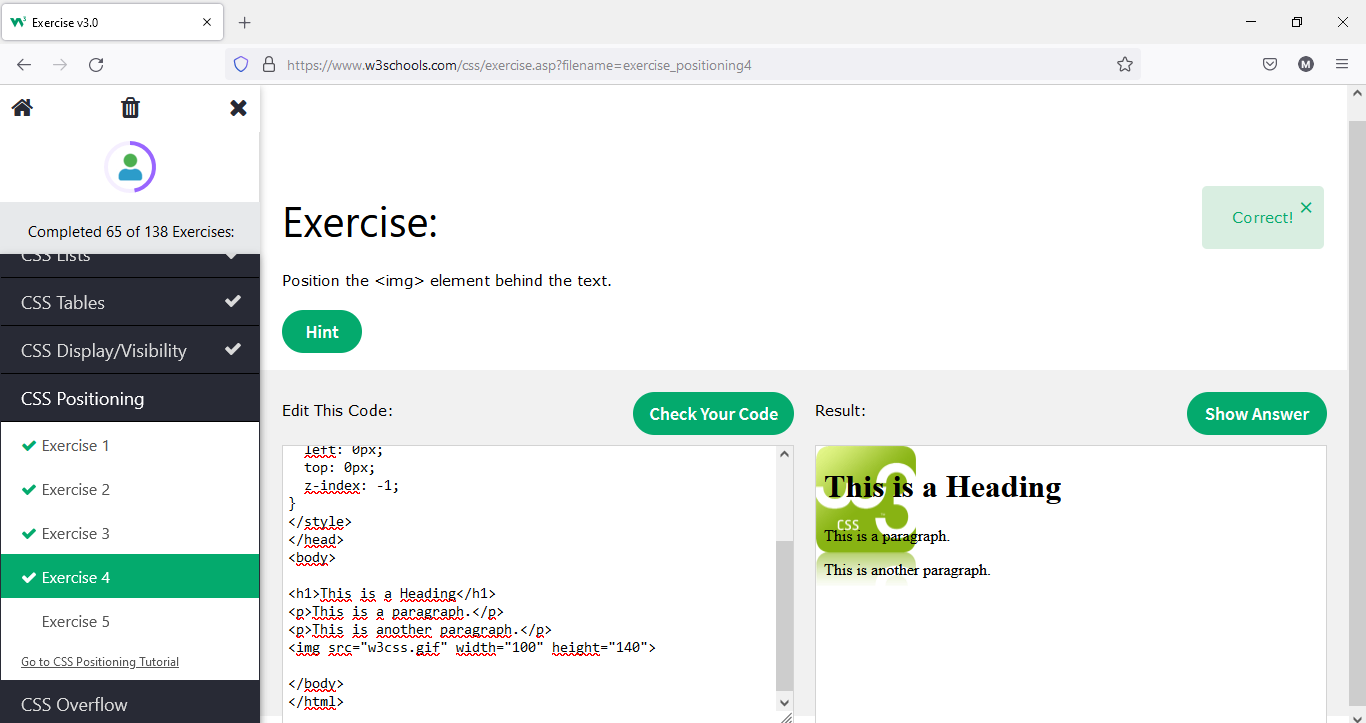 Exercise v3.0
https://www.w3schools.com/css/exercise.asp?filename=exercise_positioning4
M
Completed 65 of 138 Exercises:
CSS Lists
CSS Tables
CSS Display/Visibility
CSS Positioning
Exercise 1
Exercise 2
Exercise 3
Exercise 4
Exercise 5
Go to CSS Positioning Tutorial
CSS Overflow
Exercise:
Correct!
Position the <img> element behind the text.
Hint
Edit This Code:
Check Your Code
left: 0px;
top: 0px;
z-index: -1;
}
</style>
</head>
<body>
<h1>This is a Heading</h1>
<p>This is a paragraph.</p>
<p>This is another paragraph.</p>
<img src="w3css.gif" width="100" height="140">
</body>
</html>
Result:
Show Answer
This is a Heading
CSS
This is a paragraph.
This is another paragraph.